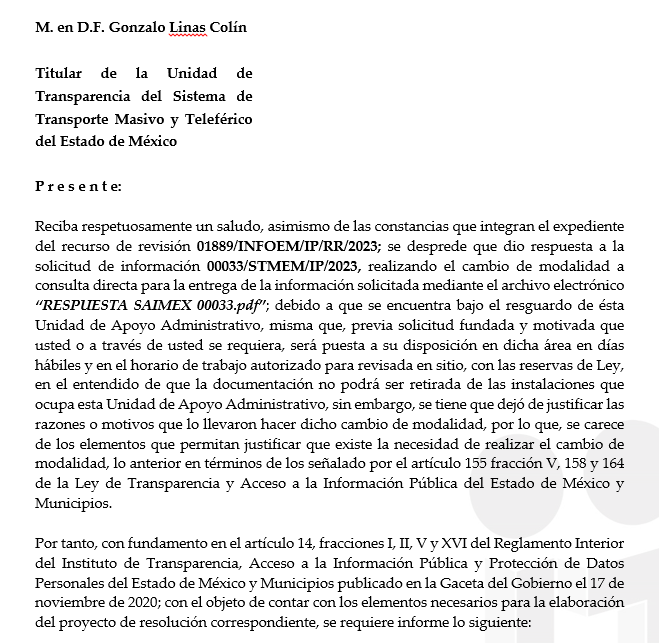 M. en D.F. Gonzalo Linas Colín
Titular de la Unidad de
Transparencia del Sistema de
Transporte Masivo y Teleférico
del Estado de México
P r e s e n t e:
Reciba respetuosamente un saludo, asimismo de las constancias que integran el expediente
del recurso de revisión 01889/INFOEM/IP/RR/2023; se desprede que dio respuesta a la
solicitud de información 00033/STMEM/IP/2023, realizando el cambio de modalidad a
consulta directa para la entrega de la información solicitada mediante el archivo electrónico
“RESPUESTA SAIMEX 00033.pdf”; debido a que se encuentra bajo el resguardo de ésta
Unidad de Apoyo Administrativo, misma que, previa solicitud fundada y motivada que
usted o a través de usted se requiera, será puesta a su disposición en dicha área en días
hábiles y en el horario de trabajo autorizado para revisada en sitio, con las reservas de Ley,
en el entendido de que la documentación no podrá ser retirada de las instalaciones que
ocupa esta Unidad de Apoyo Administrativo, sin embargo, se tiene que dejó de justificar las
razones o motivos que lo llevaron hacer dicho cambio de modalidad, por lo que, se carece
de los elementos que permitan justificar que existe la necesidad de realizar el cambio de
modalidad, lo anterior en términos de los señalado por el artículo 155 fracción V, 158 y 164
de la Ley de Transparencia y Acceso a la Información Pública del Estado de México y
Municipios.
Por tanto, con fundamento en el artículo 14, fracciones I, II, V y XVI del Reglamento Interior
del Instituto de Transparencia, Acceso a la Información Pública y Protección de Datos
Personales del Estado de México y Municipios publicado en la Gaceta del Gobierno el 17 de
noviembre de 2020; con el objeto de contar con los elementos necesarios para la elaboración
del proyecto de resolución correspondiente, se requiere informe lo siguiente: